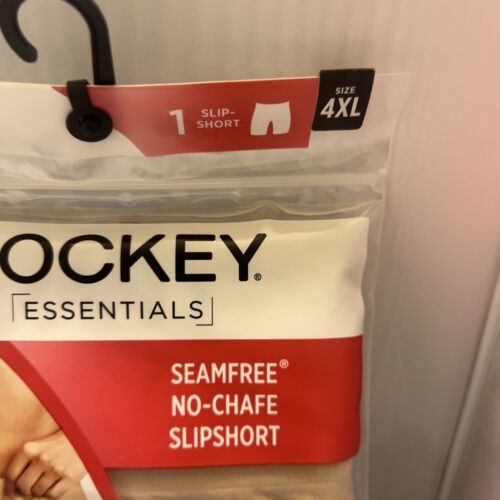 1 SLIP-
SHORT
SIZE
4XL
OCKEY®
ESSENTIALS
SEAMFREE®
NO-CHAFE
SLIPSHORT